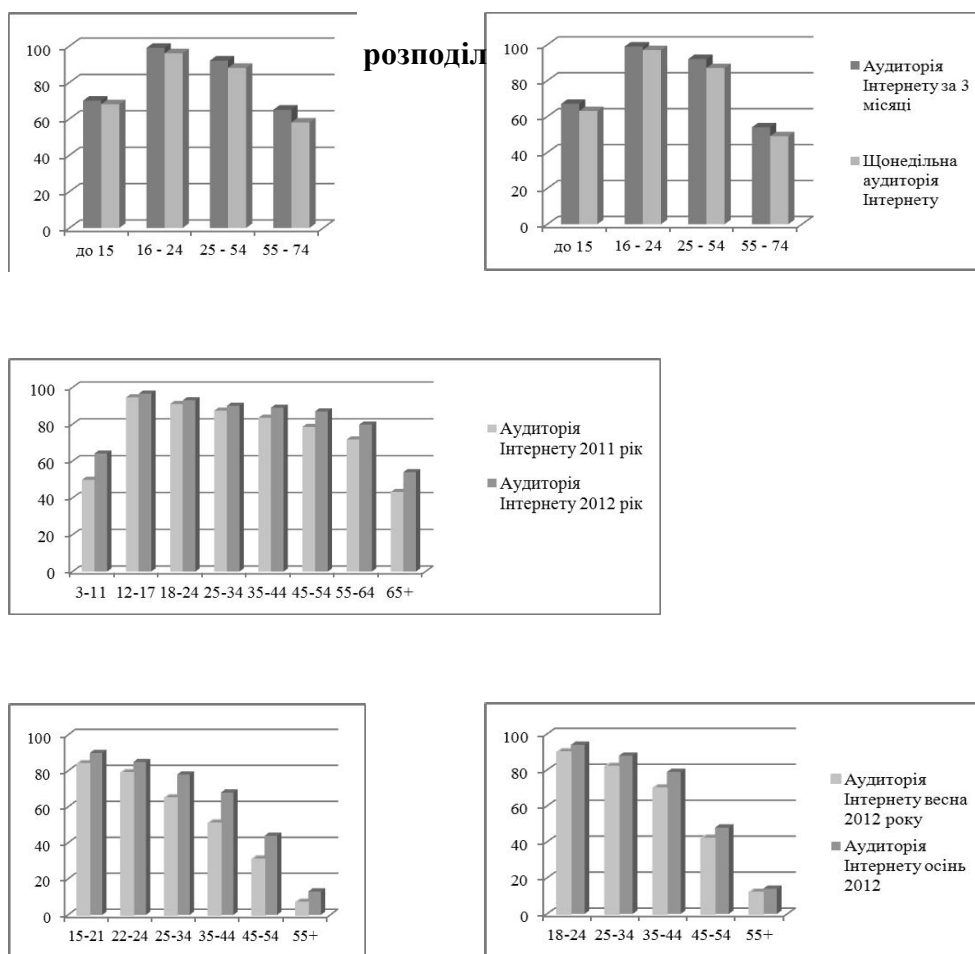 розподіл
100
80
60
40
20
0
до 15 16 - 24 25 - 54 55 - 74
100
80
60
40
20
0
до 15 16 - 24 25 - 54 55 - 74
Аудиторія
Інтернету за 3
місяці
Щонедільна
аудиторія
Інтернету
100
80
60
40
20
0
3-11 12-17 18-24 25-34 35-44 45-54 55-64 65+
Аудиторія
Інтернету 2011 рік
Аудиторія
Інтернету 2012 рік
100
80
60
40
20
0
15-21 22-24 25-34 35-44 45-54 55+
100
80
60
40
20
0
18-24 25-34 35-44 45-54 55+
Аудиторія
Інтернету весна
2012 року
Аудиторія
Інтернету осінь
2012